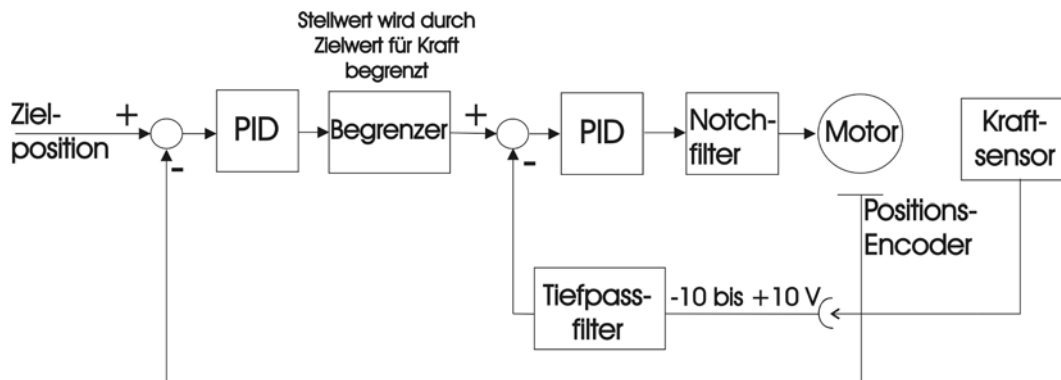 Stellwert wird durch
Zielwert für Kraft
begrenzt
Ziel-
position
+
-
PID
Begrenzer
+
-
PID
Notch-
filter
Motor
Kraft-
sensor
Positions-
Encoder
Tiefpass-
filter
-10 bis +10 V